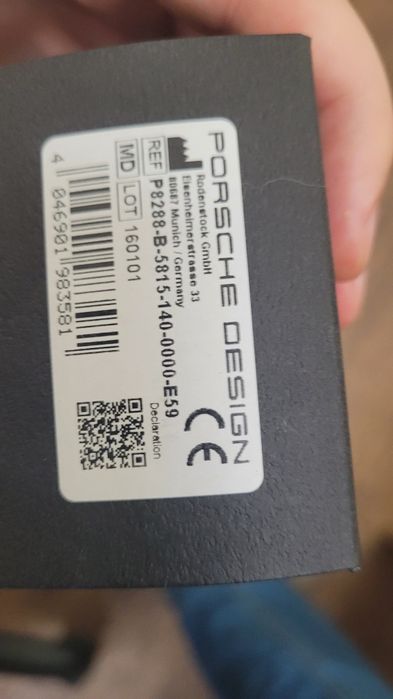 PORSCHE DESIGN
Rodenstock GmbH
Elsenheimerstrasse 33
80687 Munich / Germany
CE
REF P8288-B-5815-140-0000-E59
MD LOT 160101
Declaration
4 046901 983581